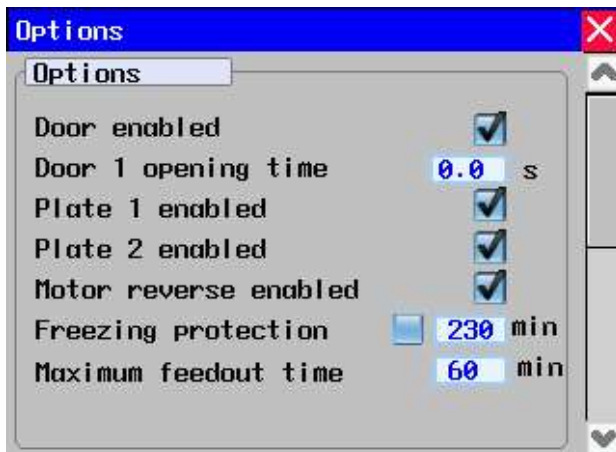 Options
Options
Door enabled
Door 1 opening time 0.0 s
Plate 1 enabled
Plate 2 enabled
Motor reverse enabled
Freezing protection 230 min
Maximum feedout time 60 min